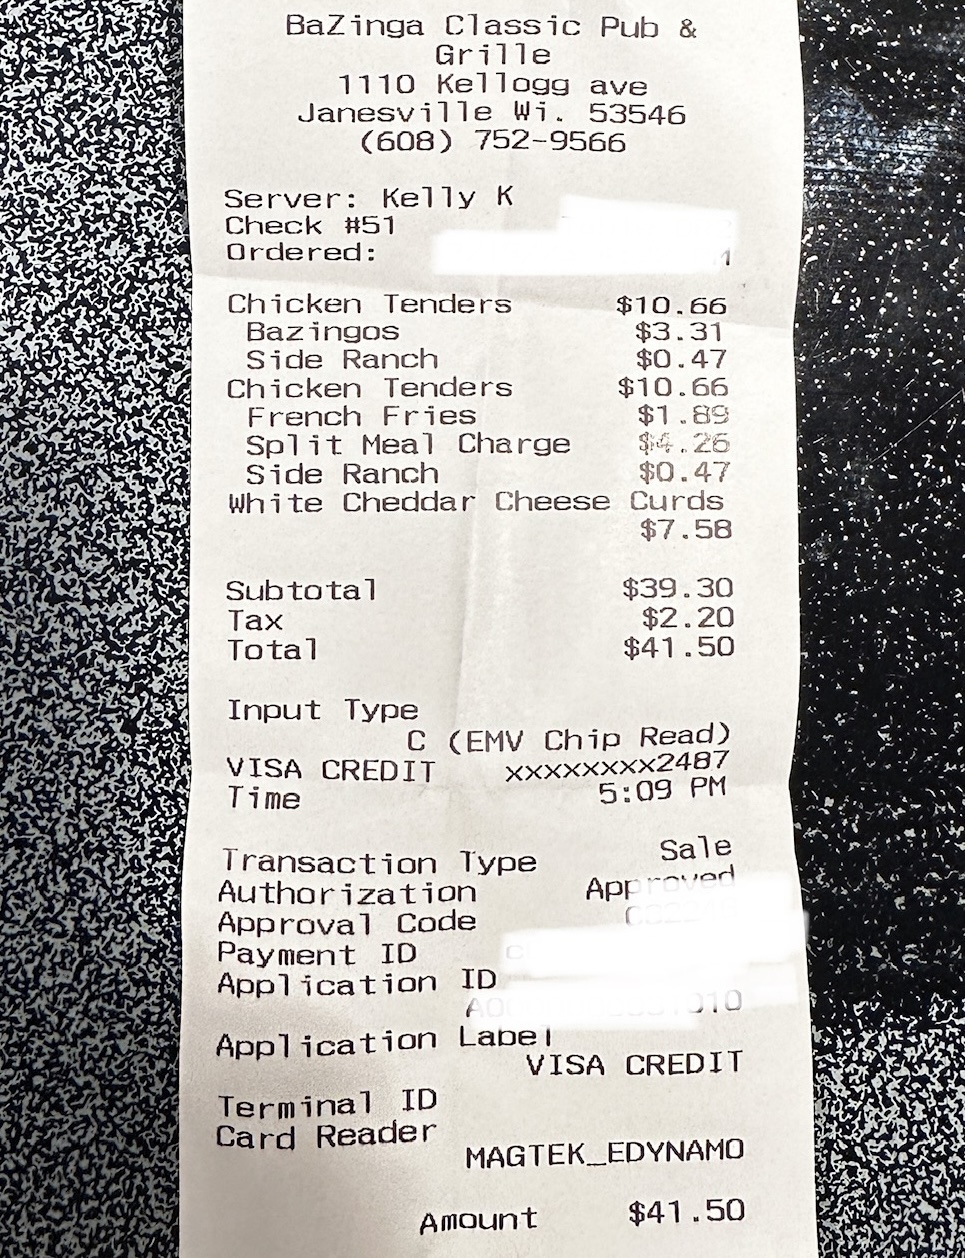 BaZinga Classic Pub &
Grille
1110 Kellogg ave
Janesville Wi. 53546
(608) 752-9566
Server: Kelly K
Check #51
Ordered:
Chicken Tenders $10.66
Bazingos $3.31
Side Ranch $0.47
Chicken Tenders $10.66
French Fries $1.89
Split Meal Charge $4.26
Side Ranch $0.47
White Cheddar Cheese Curds
$7.58
Subtotal $39.30
Tax $2.20
Total $41.50
Input Type
C (EMV Chip Read)
VISA CREDIT xxxxxxxx2487
Time 5:09 PM
Transaction Type Sale
Authorization Approved
Approval Code
Payment ID
Application ID
Application Label
VISA CREDIT
Terminal ID
Card Reader
MAGTEK_EDYNAMO
Amount $41.50